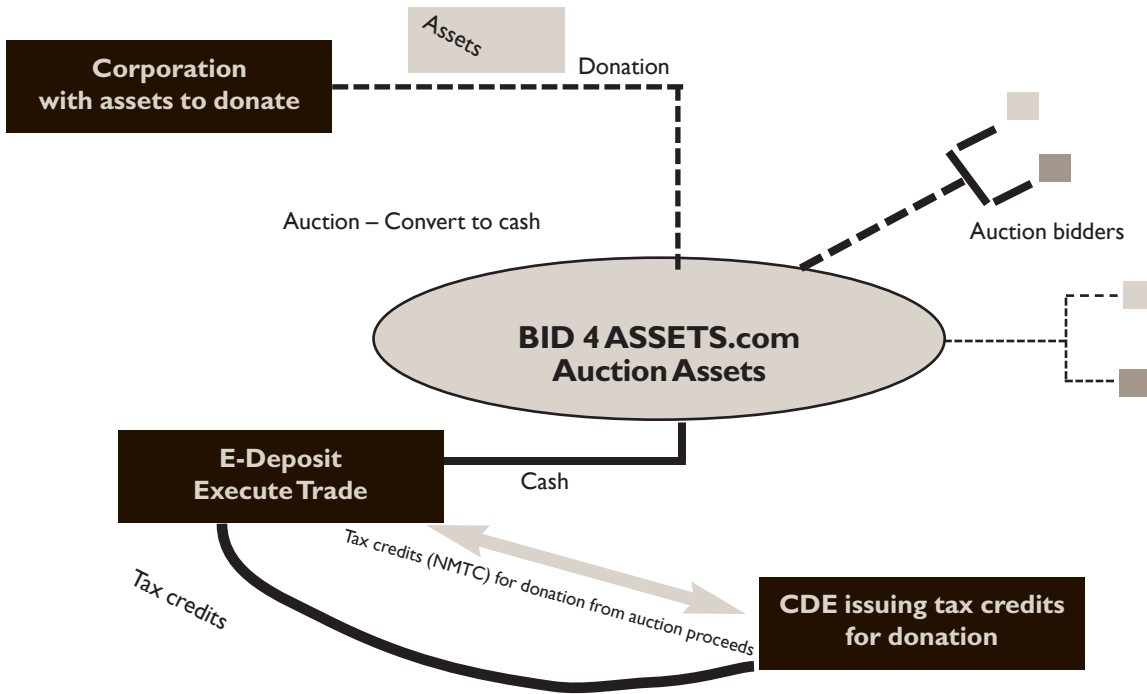 Assets
Donation
Corporation
with assets to donate
Auction – Convert to cash
Auction bidders
BID 4 ASSETS.com
Auction Assets
E-Deposit
Execute Trade
Cash
Tax credits (NMTC) for donation from auction proceeds
Tax credits
CDE issuing tax credits
for donation